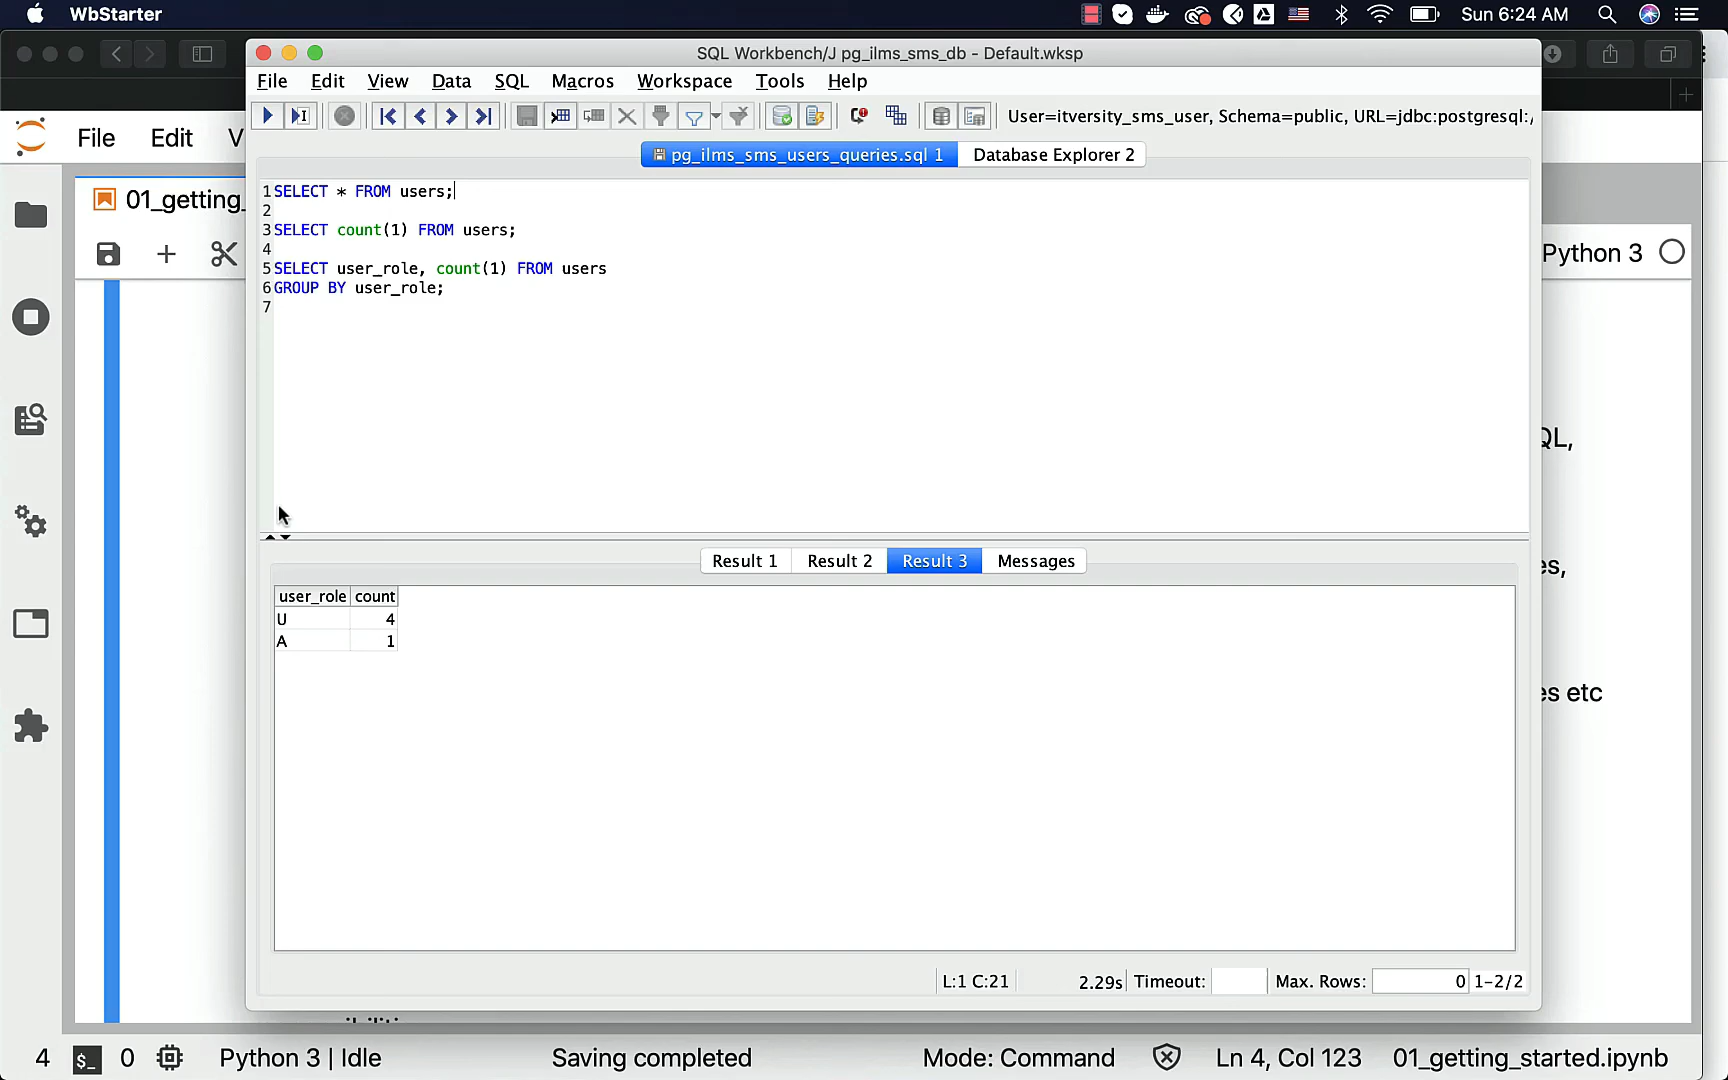 WbStarter
Sun 6:24 AM
SQL Workbench/J pg_ilms_sms_db - Default.wksp
File Edit View Data SQL Macros Workspace Tools Help
User=itversity_sms_user, Schema=public, URL=jdbc:postgresql:/
File Edit V
pg_ilms_sms_users_queries.sql 1
Database Explorer 2
01_getting_
1 SELECT * FROM users;
2
3 SELECT count(1) FROM users;
4
5 SELECT user_role, count(1) FROM users
6 GROUP BY user_role;
7
Python 3
QL,
es,
es etc
Result 1 Result 2 Result 3 Messages
user_role count
U 4
A 1
L:1 C:21 2.29s Timeout: Max. Rows: 0 1-2/2
4 $_ 0 Python 3 | Idle Saving completed Mode: Command Ln 4, Col 123 01_getting_started.ipynb